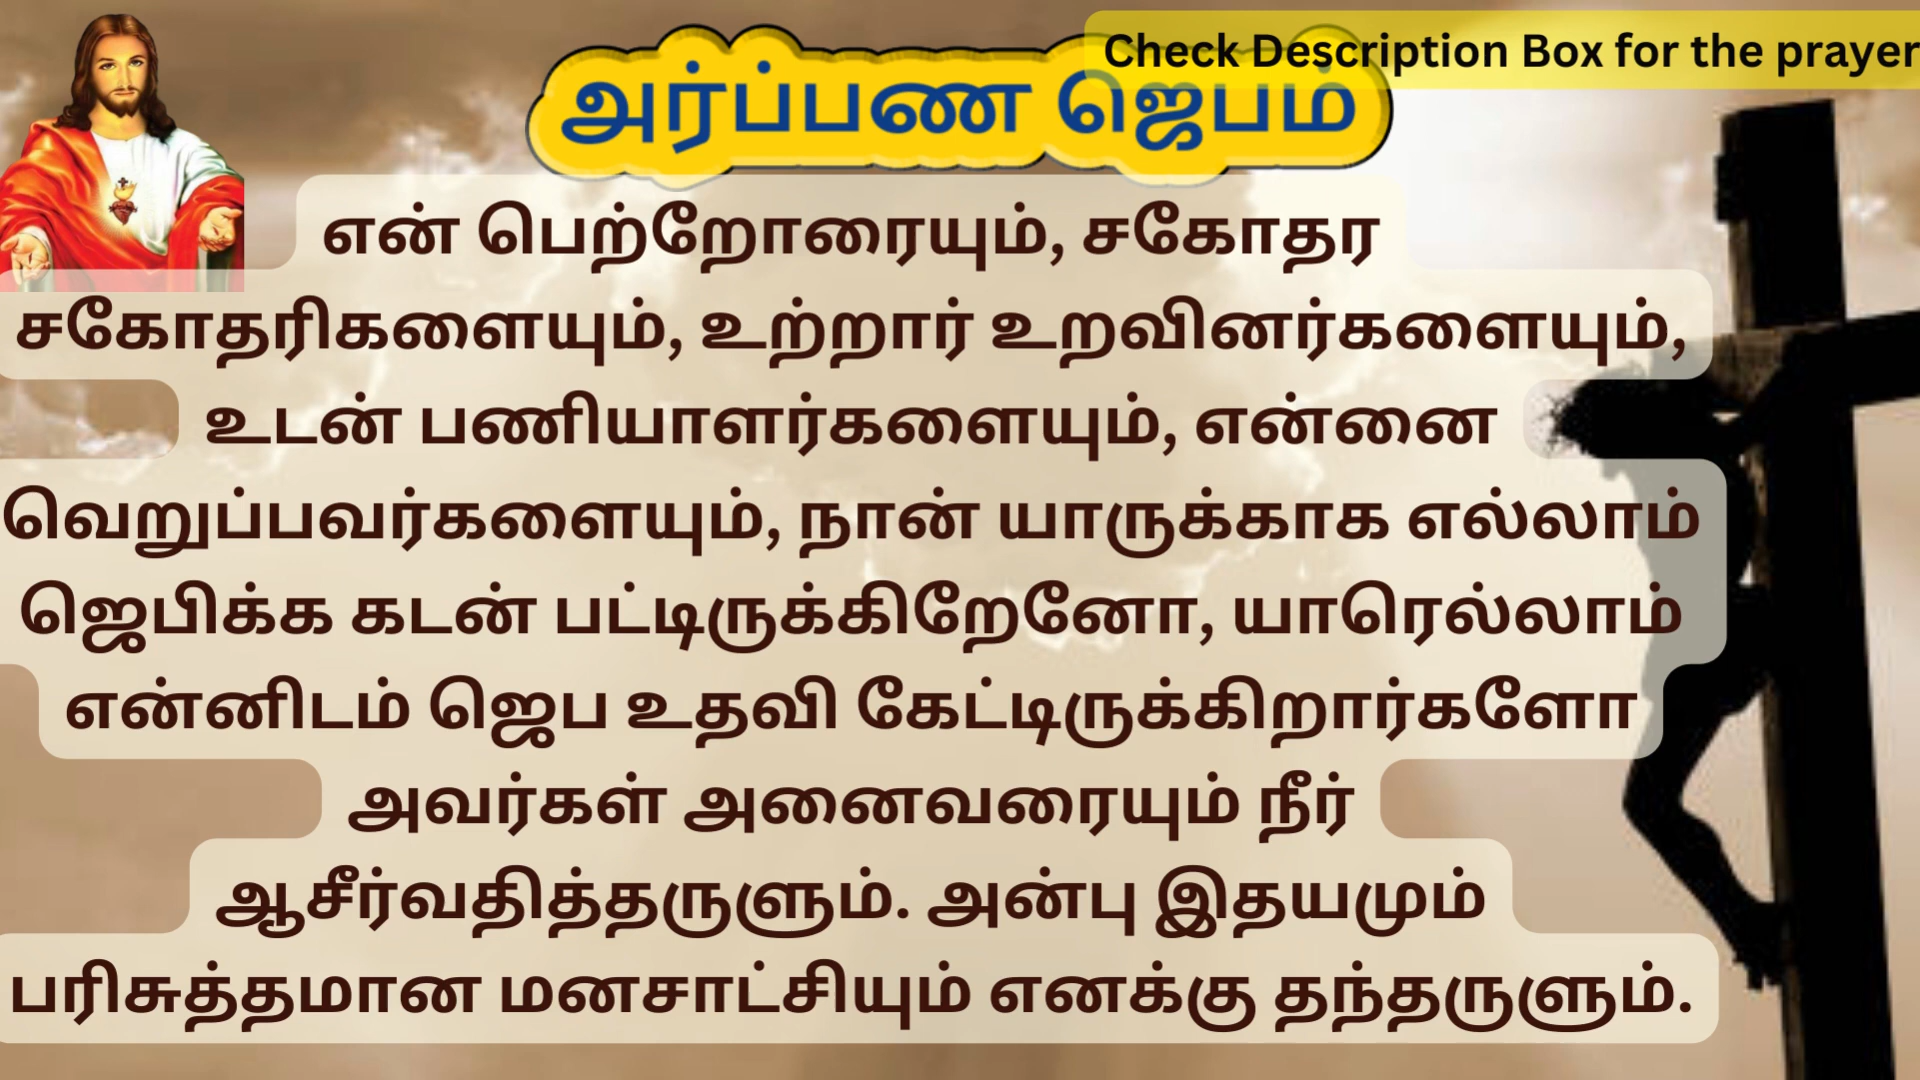 Check Description Box for the prayer
அர்ப்பண ஜெபம்
என் பெற்றோரையும், சகோதர
சகோதரிகளையும், உற்றார் உறவினர்களையும்,
உடன் பணியாளர்களையும், என்னை
வெறுப்பவர்களையும், நான் யாருக்காக எல்லாம்
ஜெபிக்க கடன் பட்டிருக்கிறேனோ, யாரெல்லாம்
என்னிடம் ஜெப உதவி கேட்டிருக்கிறார்களோ
அவர்கள் அனைவரையும் நீர்
ஆசீர்வதித்தருளும். அன்பு இதயமும்
பரிசுத்தமான மனசாட்சியும் எனக்கு தந்தருளும்.